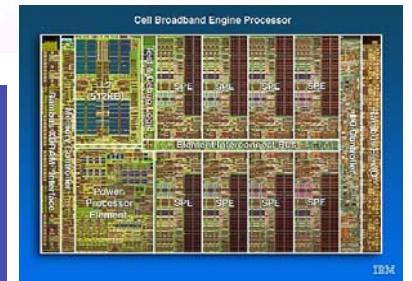 Cell Broadband Engine Processor
L2
(512KB)
SPE
SPE
SPE
SPE
Memory Controller
I/O Controller
Element Interconnect Bus
Power
Processor
Element
SPE
SPE
SPE
SPE
IBM